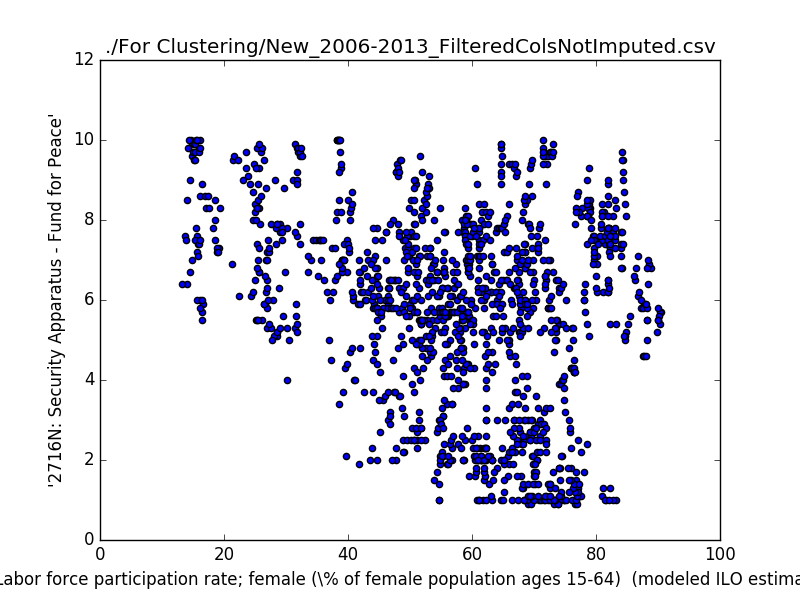 ./For Clustering/New_2006-2013_FilteredColsNotImputed.csv
12
10
8
6
4
2
0
'2716N: Security Apparatus - Fund for Peace'
0 20 40 60 80 100
Labor force participation rate; female (\% of female population ages 15-64) (modeled ILO estima